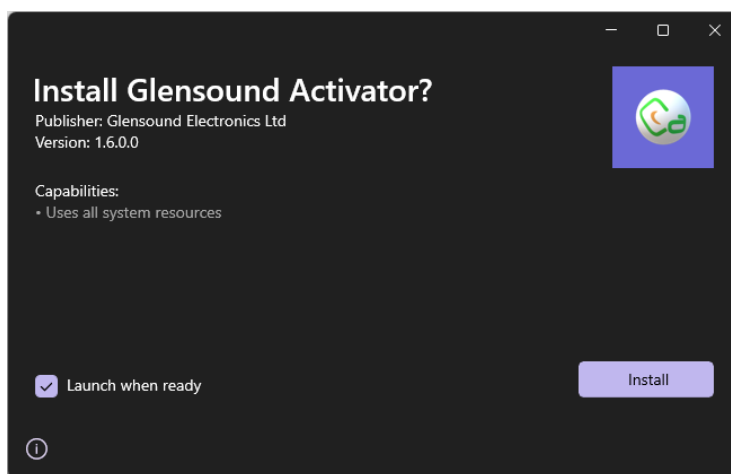 Install Glensound Activator?
Publisher: Glensound Electronics Ltd
Version: 1.6.0.0
Capabilities:
• Uses all system resources
Launch when ready
Install